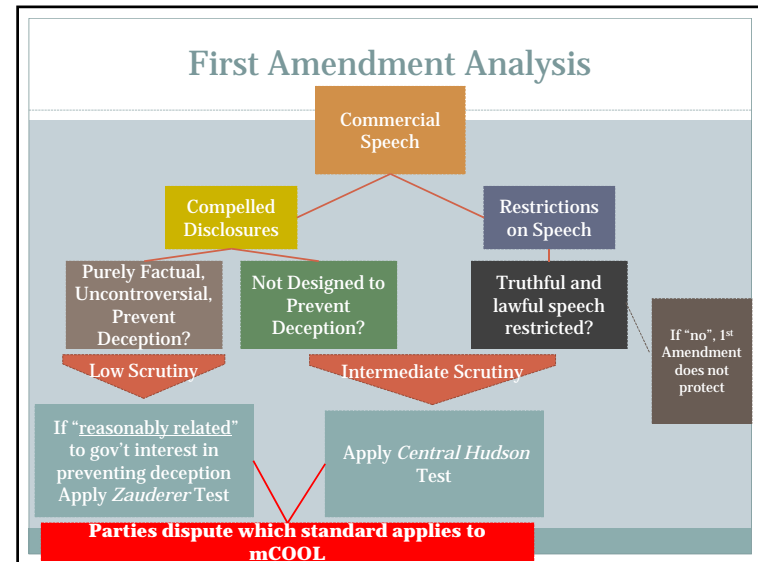 First Amendment Analysis
Commercial
Speech
Compelled
Disclosures
Restrictions
on Speech
Purely Factual,
Uncontroversial,
Prevent
Deception?
Not Designed to
Prevent
Deception?
Truthful and
lawful speech
restricted?
If “no”, 1st
Amendment
does not
protect
Low Scrutiny
Intermediate Scrutiny
If “reasonably related”
to gov’t interest in
preventing deception
Apply Zauderer Test
Apply Central Hudson
Test
Parties dispute which standard applies to
mCOOL